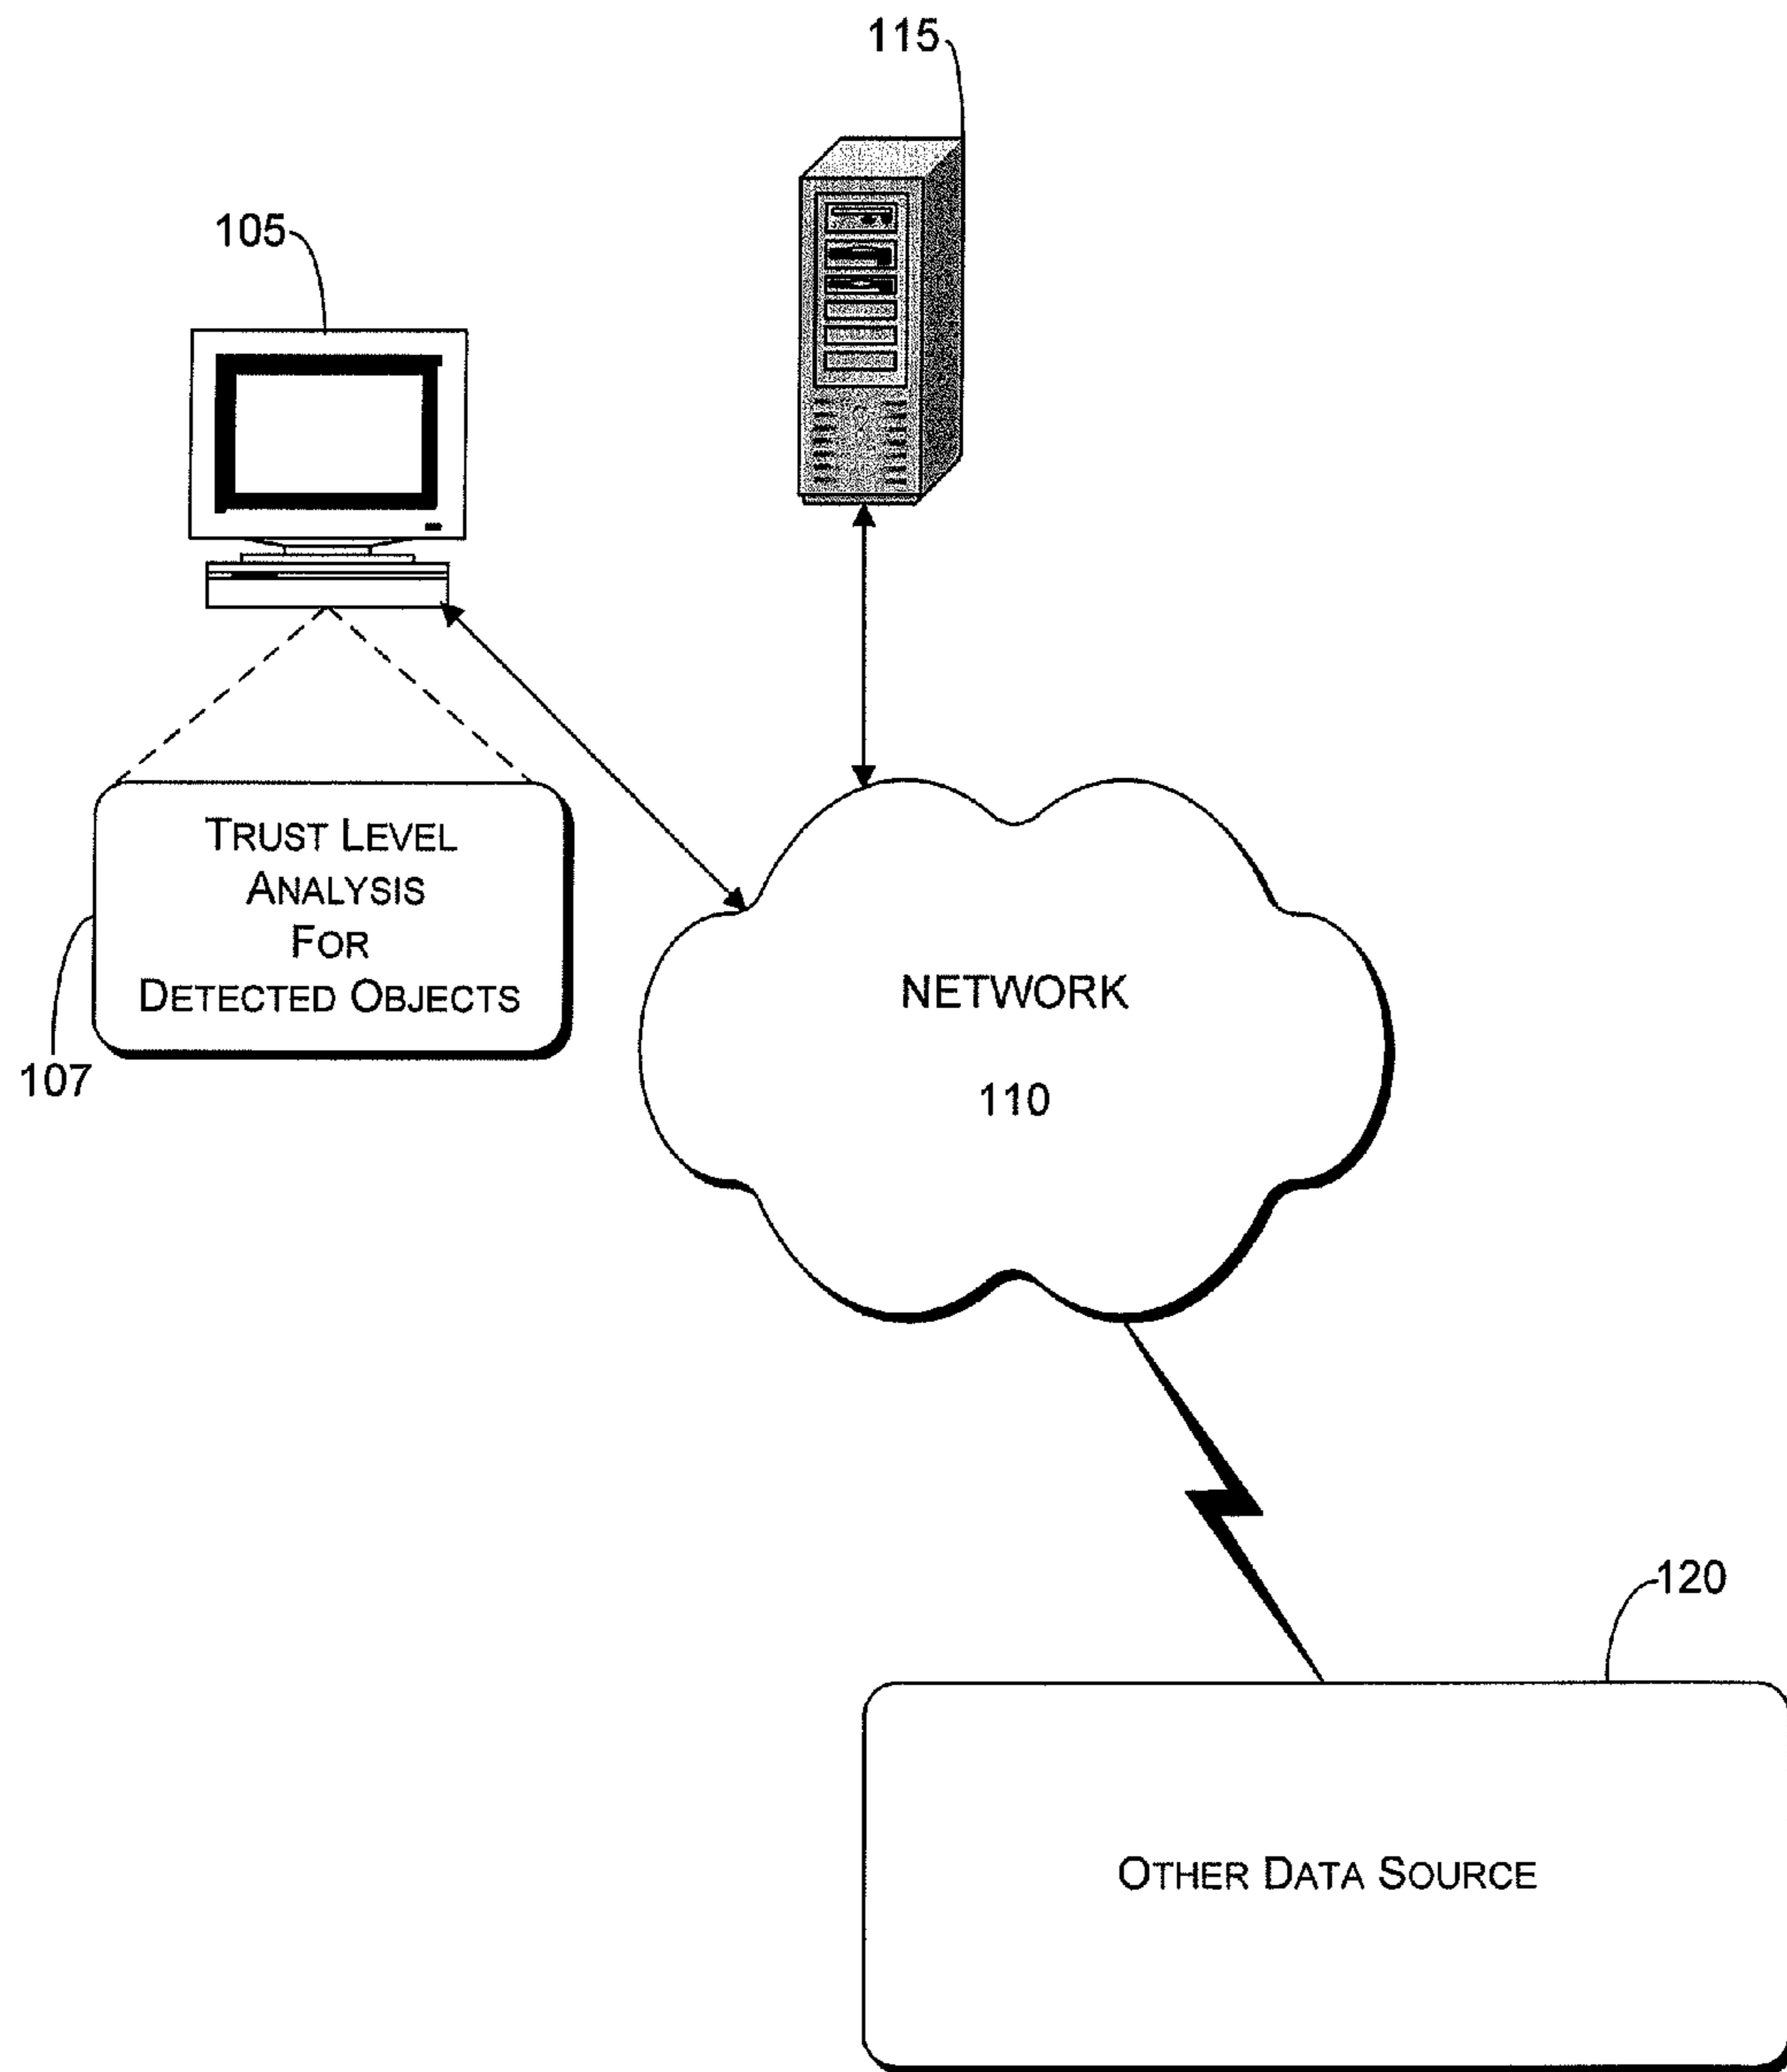 115
105
TRUST LEVEL
ANALYSIS
FOR
DETECTED OBJECTS
107
NETWORK
110
120
OTHER DATA SOURCE